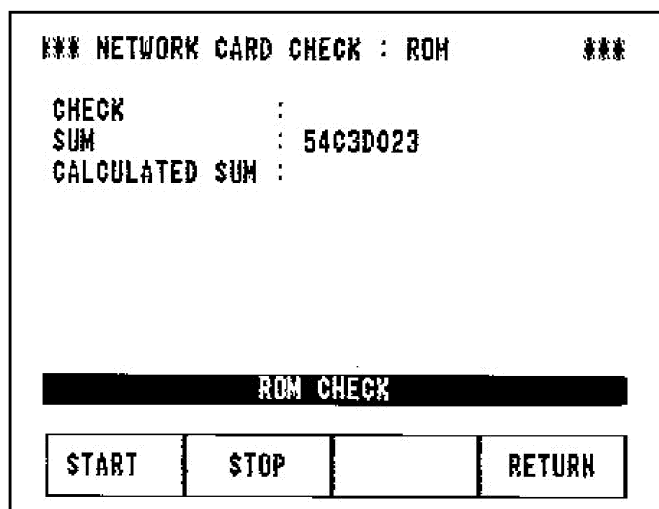 *** NETWORK CARD CHECK : ROM ***
CHECK :
SUM : 54C3D023
CALCULATED SUM :
ROM CHECK
START STOP RETURN